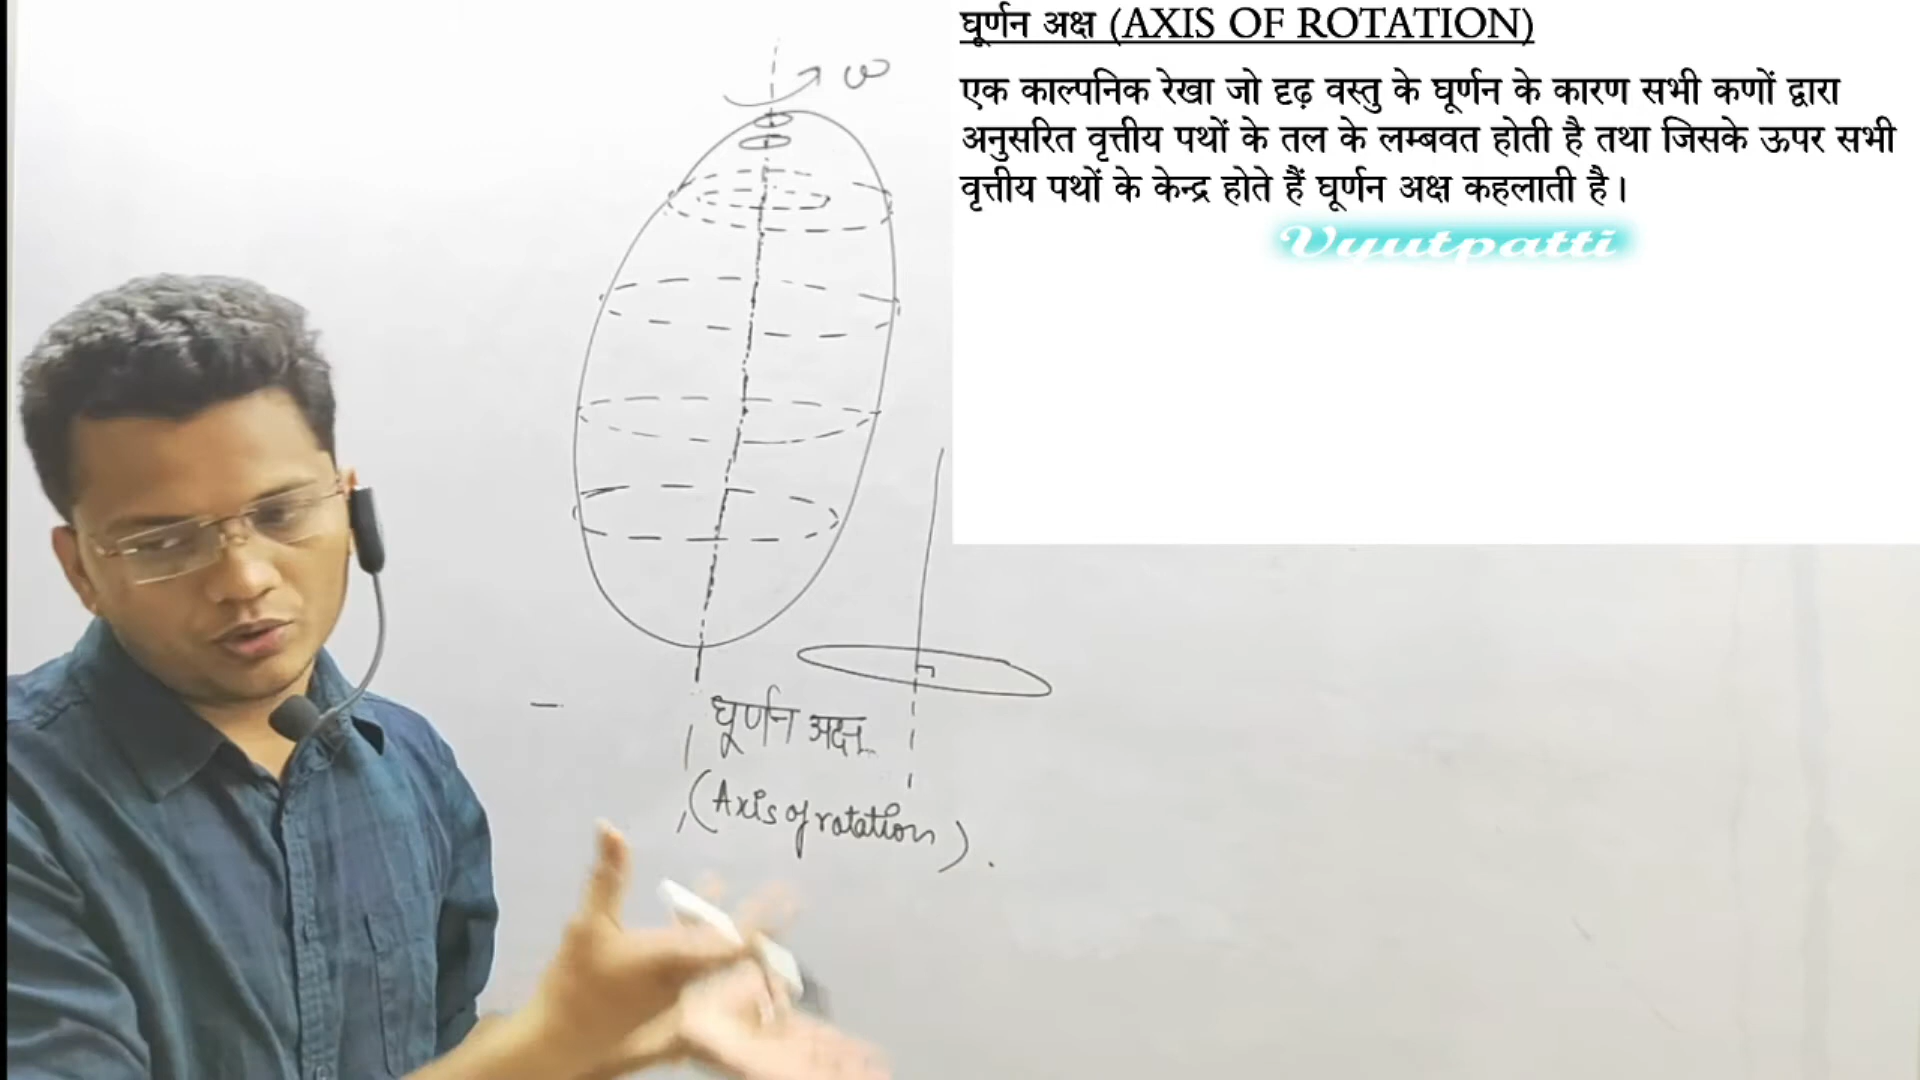 घूर्णन अक्ष (AXIS OF ROTATION)
एक काल्पनिक रेखा जो दृढ़ वस्तु के घूर्णन के कारण सभी कणों द्वारा
अनुसरित वृत्तीय पथों के तल के लम्बवत होती है तथा जिसके ऊपर सभी
वृत्तीय पथों के केन्द्र होते हैं घूर्णन अक्ष कहलाती है।
Vyutpatti
ω
घूर्णन अक्ष
(Axis of rotation).